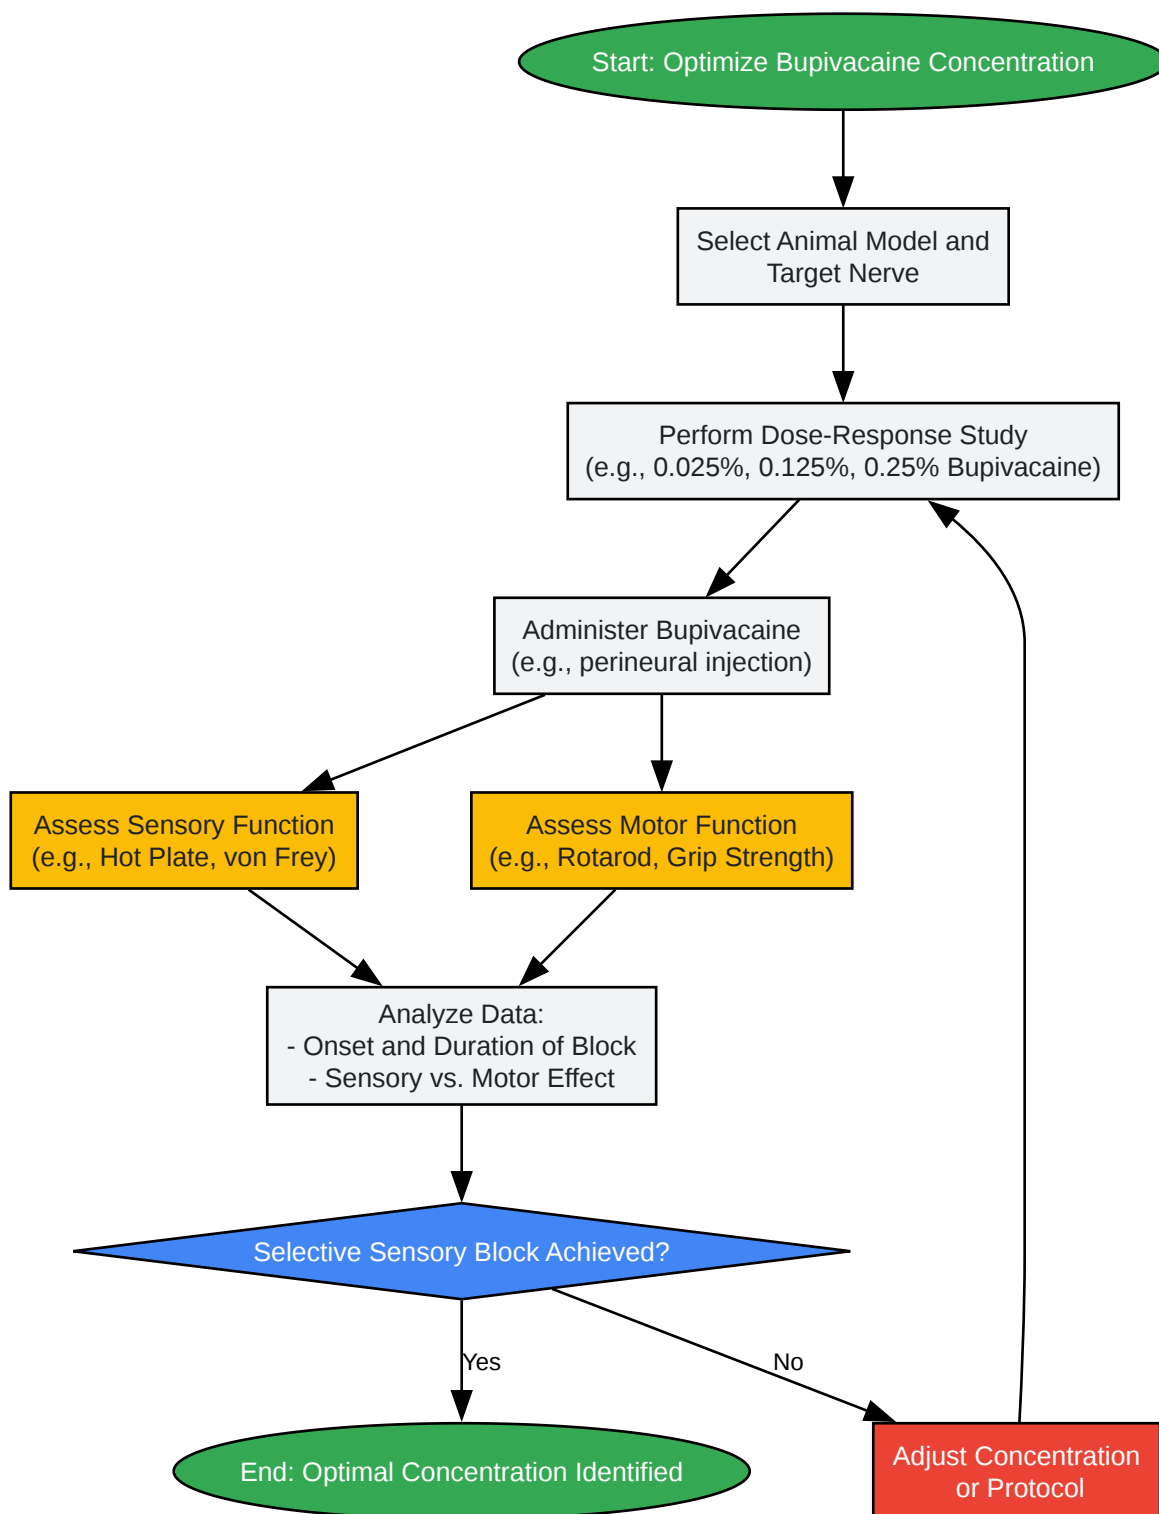 Start: Optimize Bupivacaine Concentration
Select Animal Model and
Target Nerve
Perform Dose-Response Study
(e.g., 0.025%, 0.125%, 0.25% Bupivacaine)
Administer Bupivacaine
(e.g., perineural injection)
Assess Sensory Function
(e.g., Hot Plate, von Frey)
Assess Motor Function
(e.g., Rotarod, Grip Strength)
Analyze Data:
- Onset and Duration of Block
- Sensory vs. Motor Effect
Selective Sensory Block Achieved?
Yes
No
End: Optimal Concentration Identified
Adjust Concentration
or Protocol